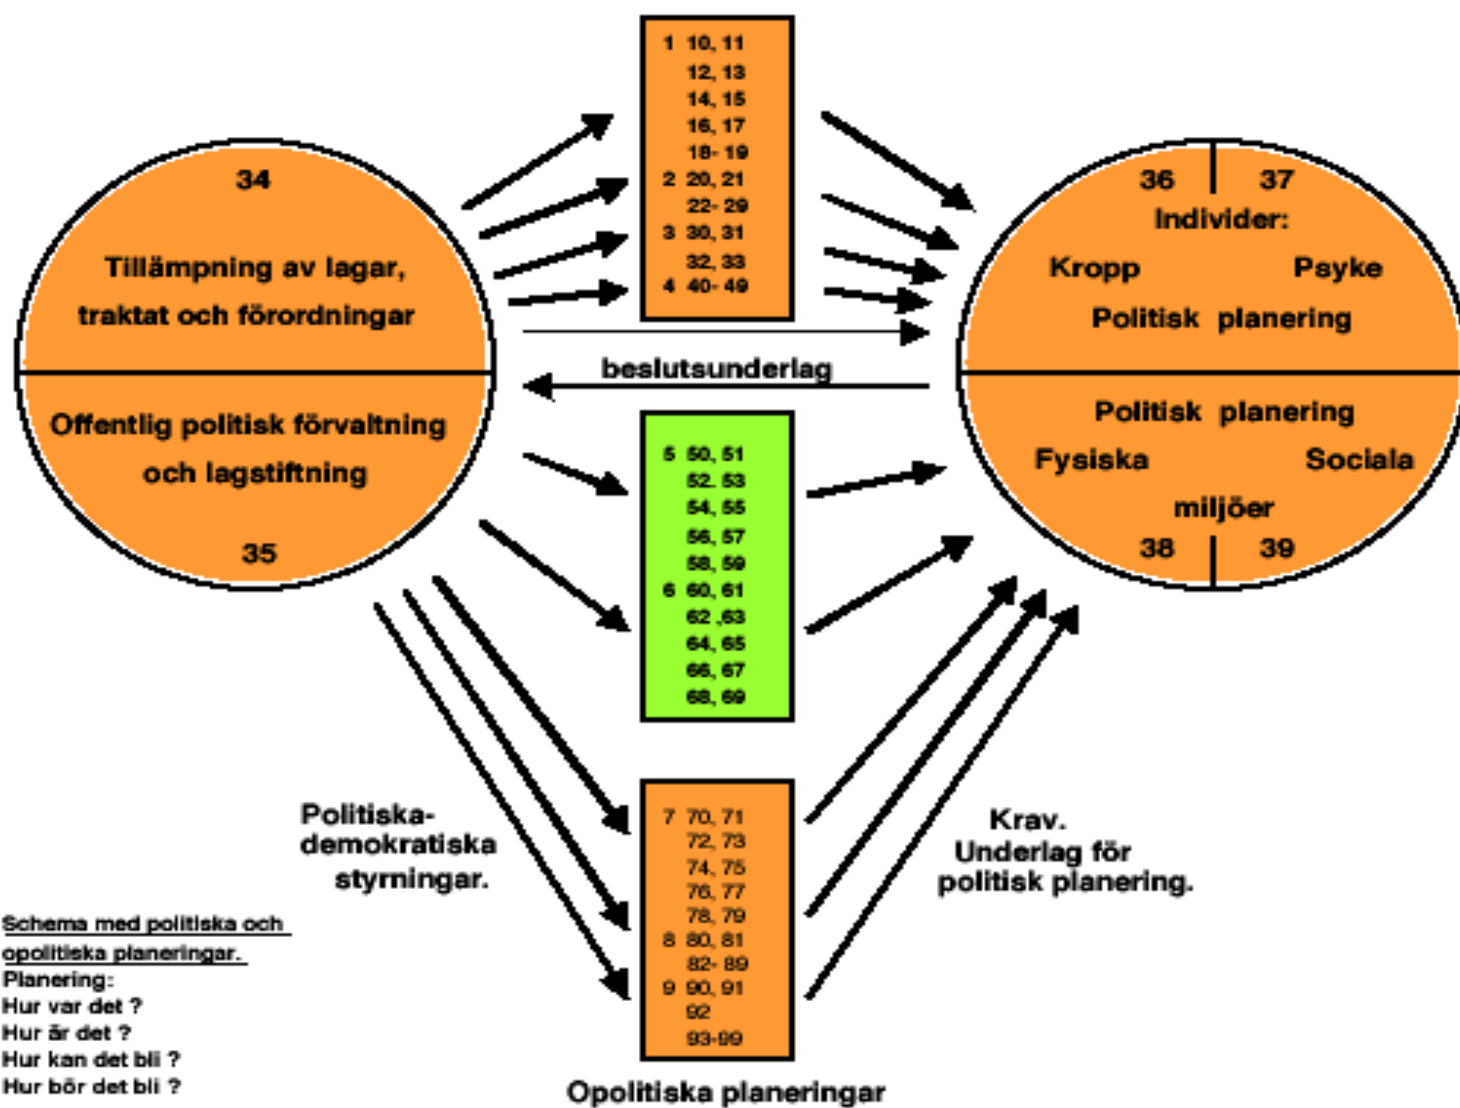 34
Tillämpning av lagar,
traktat och förordningar
Offentlig politisk förvaltning
och lagstiftning
35
1 10, 11
12, 13
14, 15
16, 17
18- 19
2 20, 21
22- 29
3 30, 31
32, 33
4 40- 49
beslutsunderlag
5 50, 51
52. 53
54, 55
56, 57
58, 59
6 60, 61
62 ,63
64, 65
66, 67
68, 69
7 70, 71
72, 73
74, 75
76, 77
78, 79
8 80, 81
82- 89
9 90, 91
92
93-99
Opolitiska planeringar
36 37
Individer:
Kropp Psyke
Politisk planering
Politisk planering
Fysiska Sociala
miljöer
38 39
Politiska-
demokratiska
styrningar.
Krav.
Underlag för
politisk planering.
Schema med politiska och
opolitiska planeringar.
Planering:
Hur var det ?
Hur är det ?
Hur kan det bli ?
Hur bör det bli ?